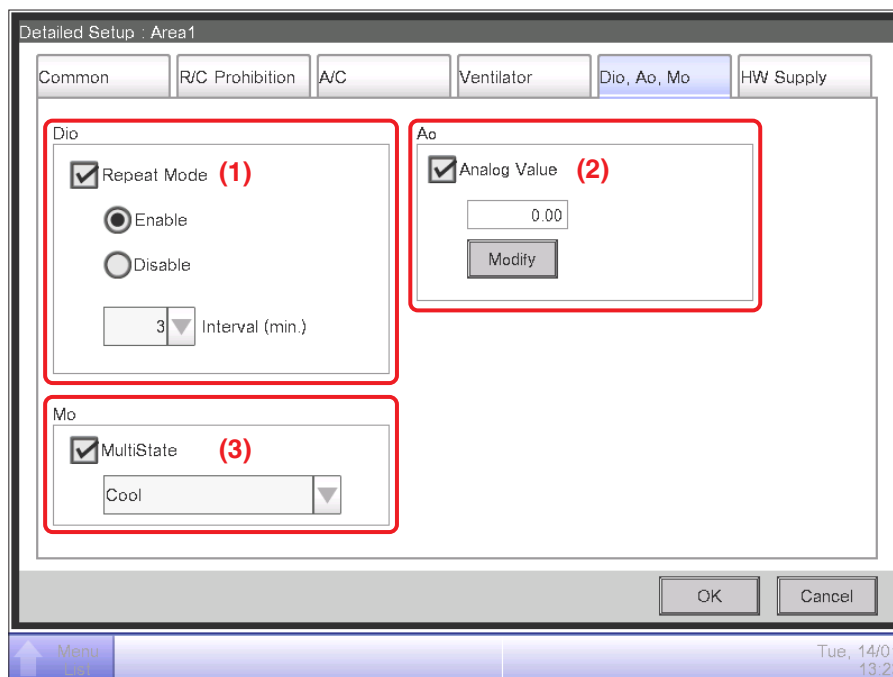 Detailed Setup : Area1
Common
R/C Prohibition
A/C
Ventilator
Dio, Ao, Mo
HW Supply
Dio
Repeat Mode (1)
Enable
Disable
3 Interval (min.)
Ao
Analog Value (2)
0.00
Modify
Mo
MultiState (3)
Cool
OK
Cancel
Menu
List
Tue, 14/0
13:2